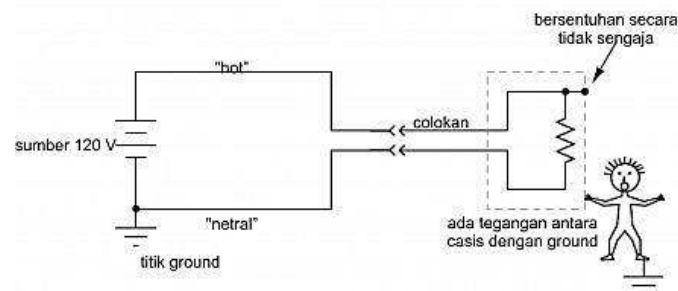 bersentuhan secara
tidak sengaja
"hot"
colokan
sumber 120 V
"netral"
ada tegangan antara
casis dengan ground
titik ground